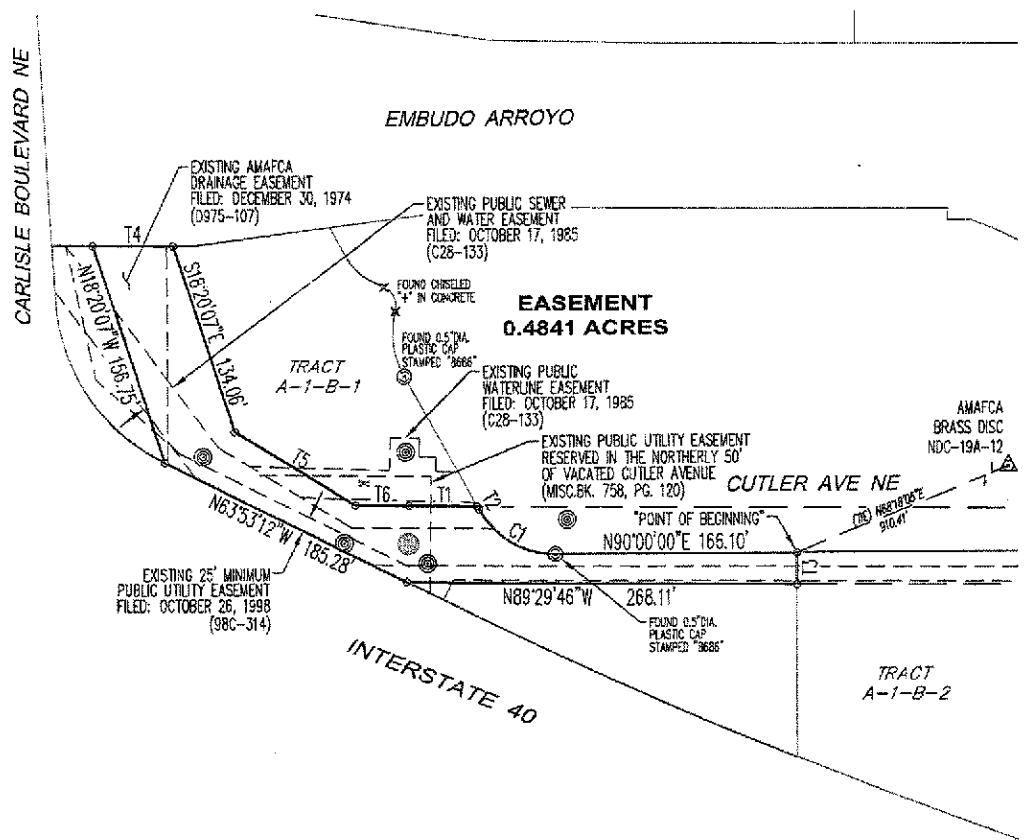 CARLISLE BOULEVARD NE
EMBUDO ARROYO
EXISTING AMAFCA
DRAINAGE EASEMENT
FILED: DECEMBER 30, 1974
(D975-107)
EXISTING PUBLIC SEWER
AND WATER EASEMENT
FILED: OCTOBER 17, 1985
(C28-133)
T4
N18°20'07"W 156.75'
S18°20'07"E 134.06'
FOUND CHISELED
"+" IN CONCRETE
EASEMENT
0.4841 ACRES
FOUND 0.5"DIA.
PLASTIC CAP
STAMPED "8686"
TRACT
A-1-B-1
EXISTING PUBLIC
WATERLINE EASEMENT
FILED: OCTOBER 17, 1985
(C28-133)
AMAFCA
BRASS DISC
NDC-19A-12
EXISTING PUBLIC UTILITY EASEMENT
RESERVED IN THE NORTHERLY 50'
OF VACATED CUTLER AVENUE
(MISC.BK. 758, PG. 120)
CUTLER AVE NE
T5
T6
T1
T2
C1
"POINT OF BEGINNING"
(TIE)
910.41'
N90°00'00"E 165.10'
T3
N63°53'12"W 185.28'
N89°29'46"W 268.11'
EXISTING 25' MINIMUM
PUBLIC UTILITY EASEMENT
FILED: OCTOBER 26, 1998
(98C-314)
FOUND 0.5"DIA.
PLASTIC CAP
STAMPED "8686"
INTERSTATE 40
TRACT
A-1-B-2